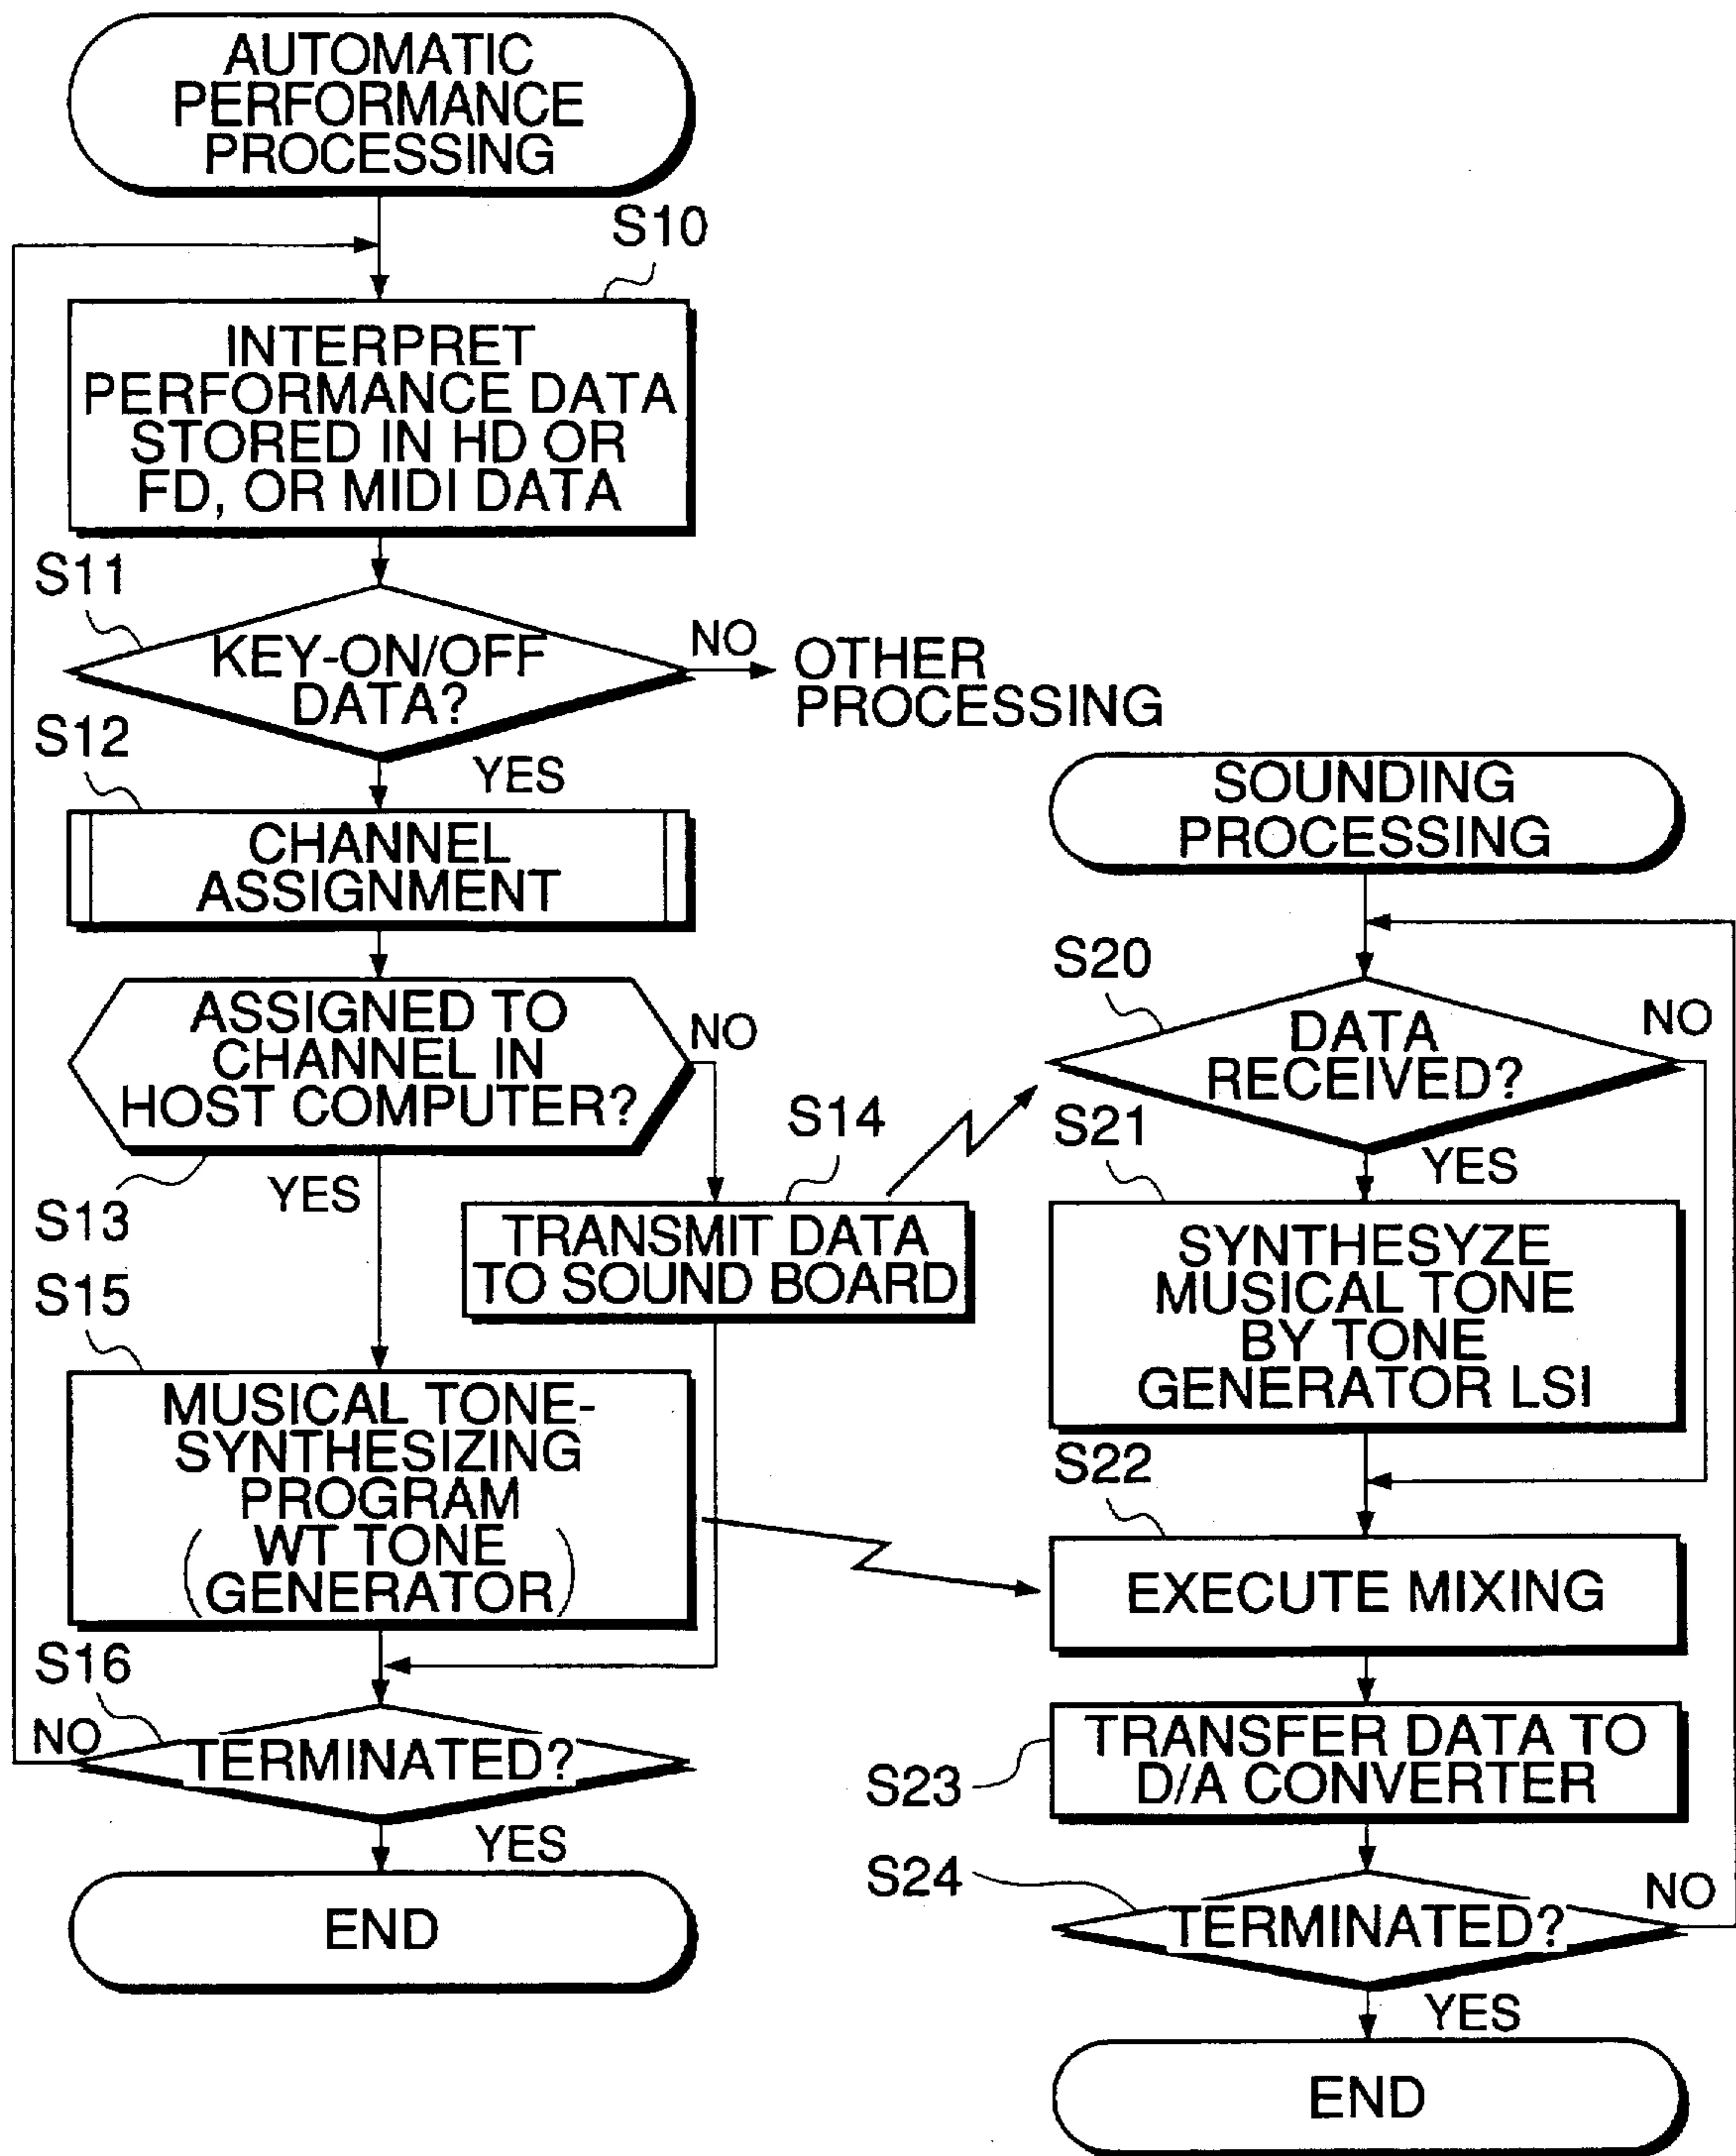 AUTOMATIC
PERFORMANCE
PROCESSING
S10
INTERPRET
PERFORMANCE DATA
STORED IN HD OR
FD, OR MIDI DATA
S11
KEY-ON/OFF
DATA?
NO
OTHER
PROCESSING
S12
YES
CHANNEL
ASSIGNMENT
ASSIGNED TO
CHANNEL IN
HOST COMPUTER?
NO
S13
YES
S14
TRANSMIT DATA
TO SOUND BOARD
S15
MUSICAL TONE-
SYNTHESIZING
PROGRAM
(WT TONE
GENERATOR)
S16
NO
TERMINATED?
YES
END
SOUNDING
PROCESSING
S20
DATA
RECEIVED?
NO
S21
YES
SYNTHESYZE
MUSICAL TONE
BY TONE
GENERATOR LSI
S22
EXECUTE MIXING
S23
TRANSFER DATA TO
D/A CONVERTER
S24
TERMINATED?
NO
YES
END